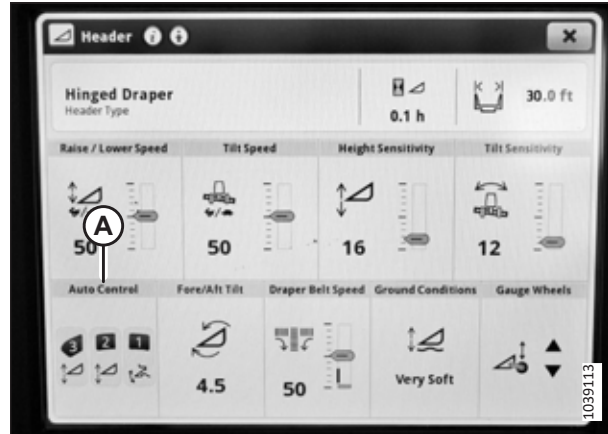 Header
Hinged Draper
Header Type
0.1 h
30.0 ft
Raise / Lower Speed
Tilt Speed
Height Sensitivity
Tilt Sensitivity
50
50
16
12
A
Auto Control
Fore/Aft Tilt
Draper Belt Speed
Ground Conditions
Gauge Wheels
3 2 1
4.5
50
Very Soft
1039113